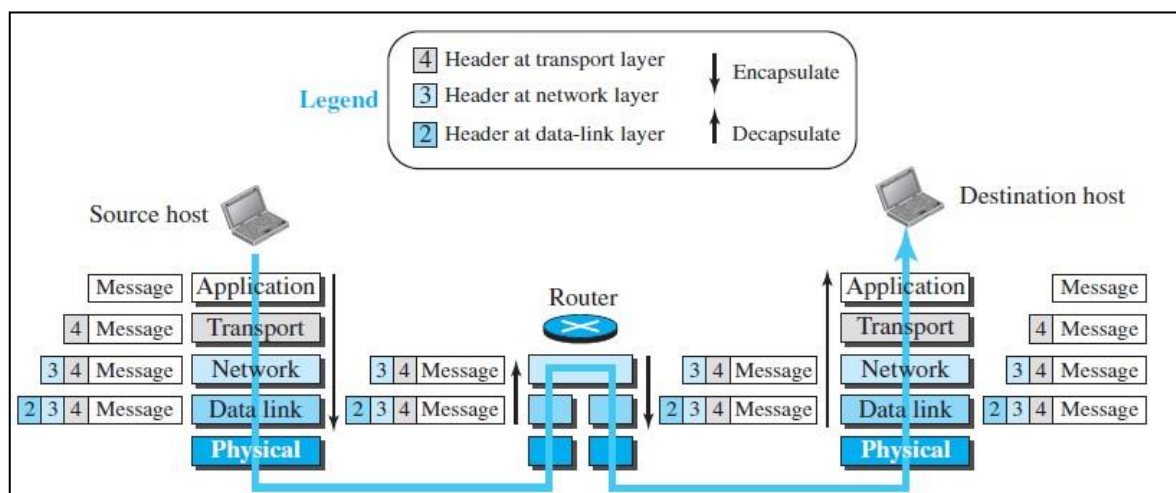 Legend
4 Header at transport layer
3 Header at network layer
2 Header at data-link layer
Encapsulate
Decapsulate
Source host
Destination host
Router
Message Application
4 Message Transport
3 4 Message Network
2 3 4 Message Data link
Physical
3 4 Message
2 3 4 Message
3 4 Message
2 3 4 Message
Application Message
Transport 4 Message
Network 3 4 Message
Data link 2 3 4 Message
Physical